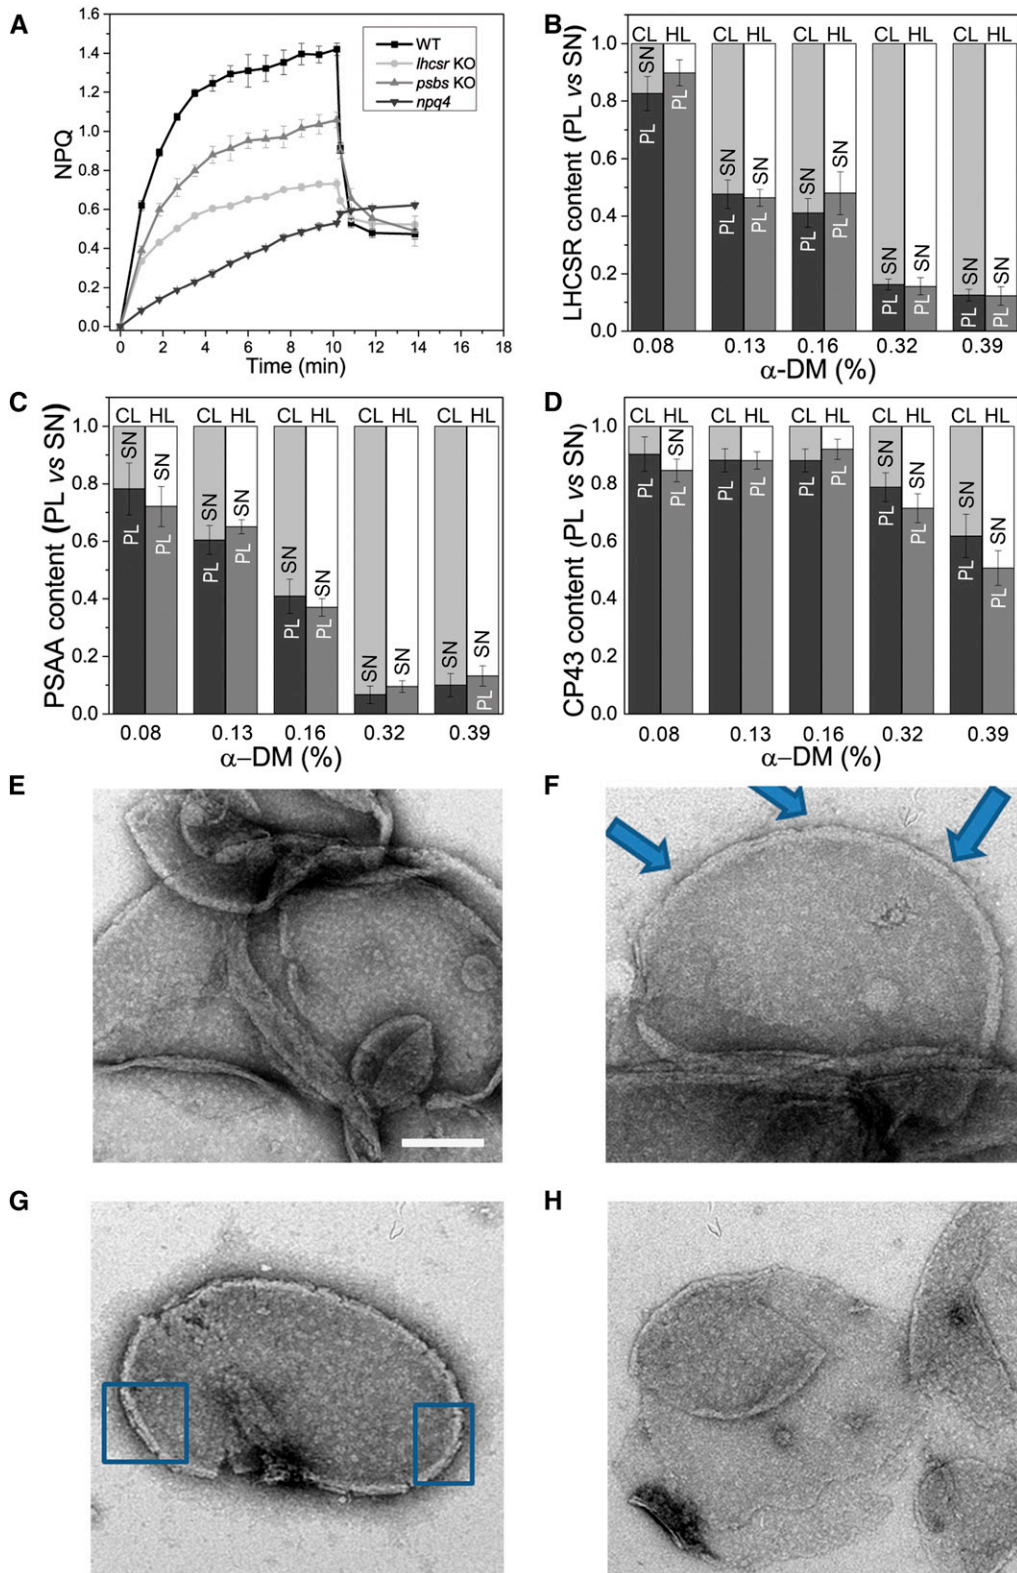 A
NPQ
1.6
1.4
1.2
1.0
0.8
0.6
0.4
0.2
0.0
0 2 4 6 8 10 12 14 16 18
Time (min)
WT
lhcsr KO
psbs KO
npq4
B
LHCSR content (PL vs SN)
CL HL CL HL CL HL CL HL CL HL
1.0
0.8
0.6
0.4
0.2
0.0
SN SN SN SN SN SN SN SN SN
PL PL PL PL PL PL PL PL PL PL
0.08 0.13 0.16 0.32 0.39
α-DM (%)
C
PSAA content (PL vs SN)
CL HL CL HL CL HL CL HL CL HL
1.0
0.8
0.6
0.4
0.2
0.0
SN SN SN SN SN SN SN SN SN SN
PL PL PL PL PL PL PL
0.08 0.13 0.16 0.32 0.39
α–DM (%)
D
CP43 content (PL vs SN)
CL HL CL HL CL HL CL HL CL HL
1.0
0.8
0.6
0.4
0.2
0.0
SN SN SN SN SN
PL PL PL PL PL PL PL PL PL PL
0.08 0.13 0.16 0.32 0.39
α–DM (%)
E
F
G
H